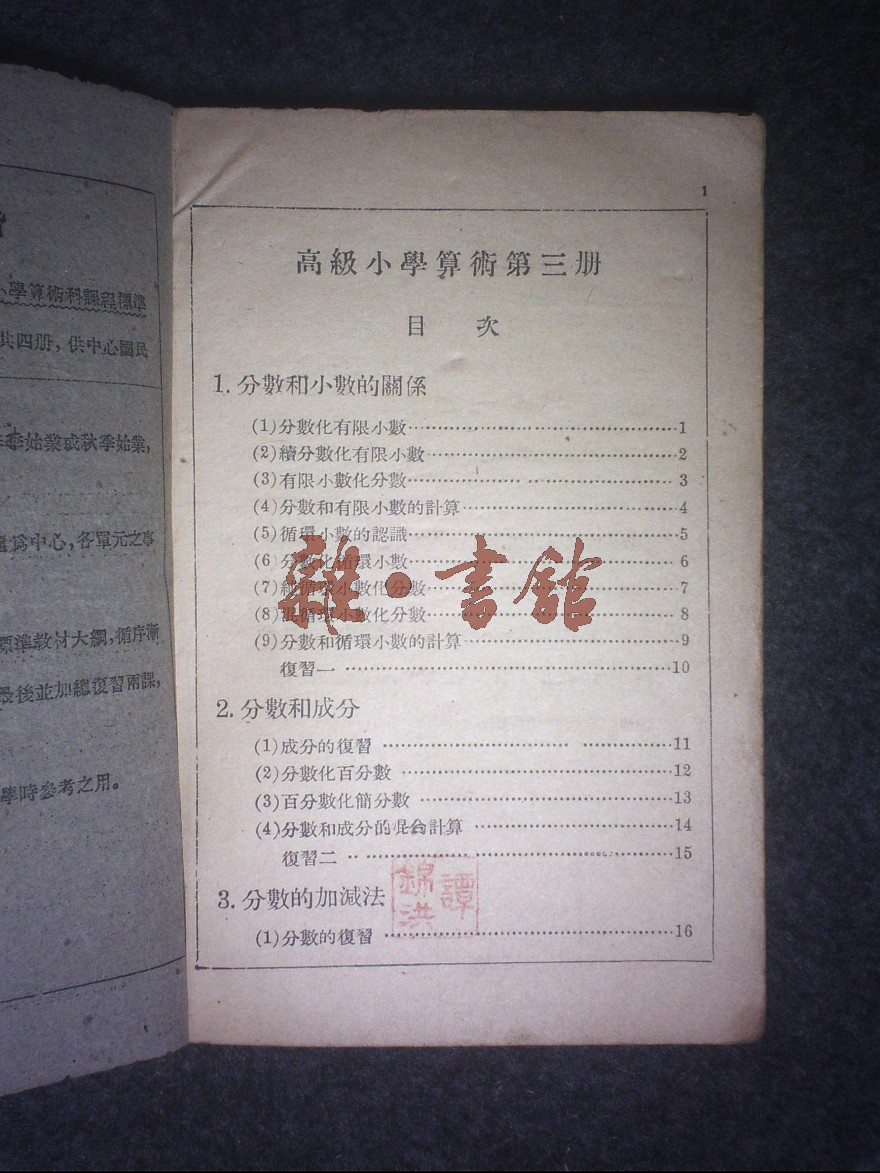 學算術科課程標準
共四册，供中心國民
季始業或秋季始業，
爲中心，各單元之事
標準教材大綱，循序漸
最後並加總復習兩課，
學時參考之用。
1
高級小學算術第三册
目 次
1. 分數和小數的關係
(1)分數化有限小數……1
(2)續分數化有限小數……2
(3)有限小數化分數……3
(4)分數和有限小數的計算……4
(5)循環小數的認識……5
(6)分數化循環小數……6
(7)純循環小數化分數……7
(8)混循環小數化分數……8
(9)分數和循環小數的計算……9
復習一……10
2. 分數和成分
(1)成分的復習……11
(2)分數化百分數……12
(3)百分數化簡分數……13
(4)分數和成分的混合計算……14
復習二……15
3. 分數的加減法
(1)分數的復習……16
雜·書館
譚錦洪